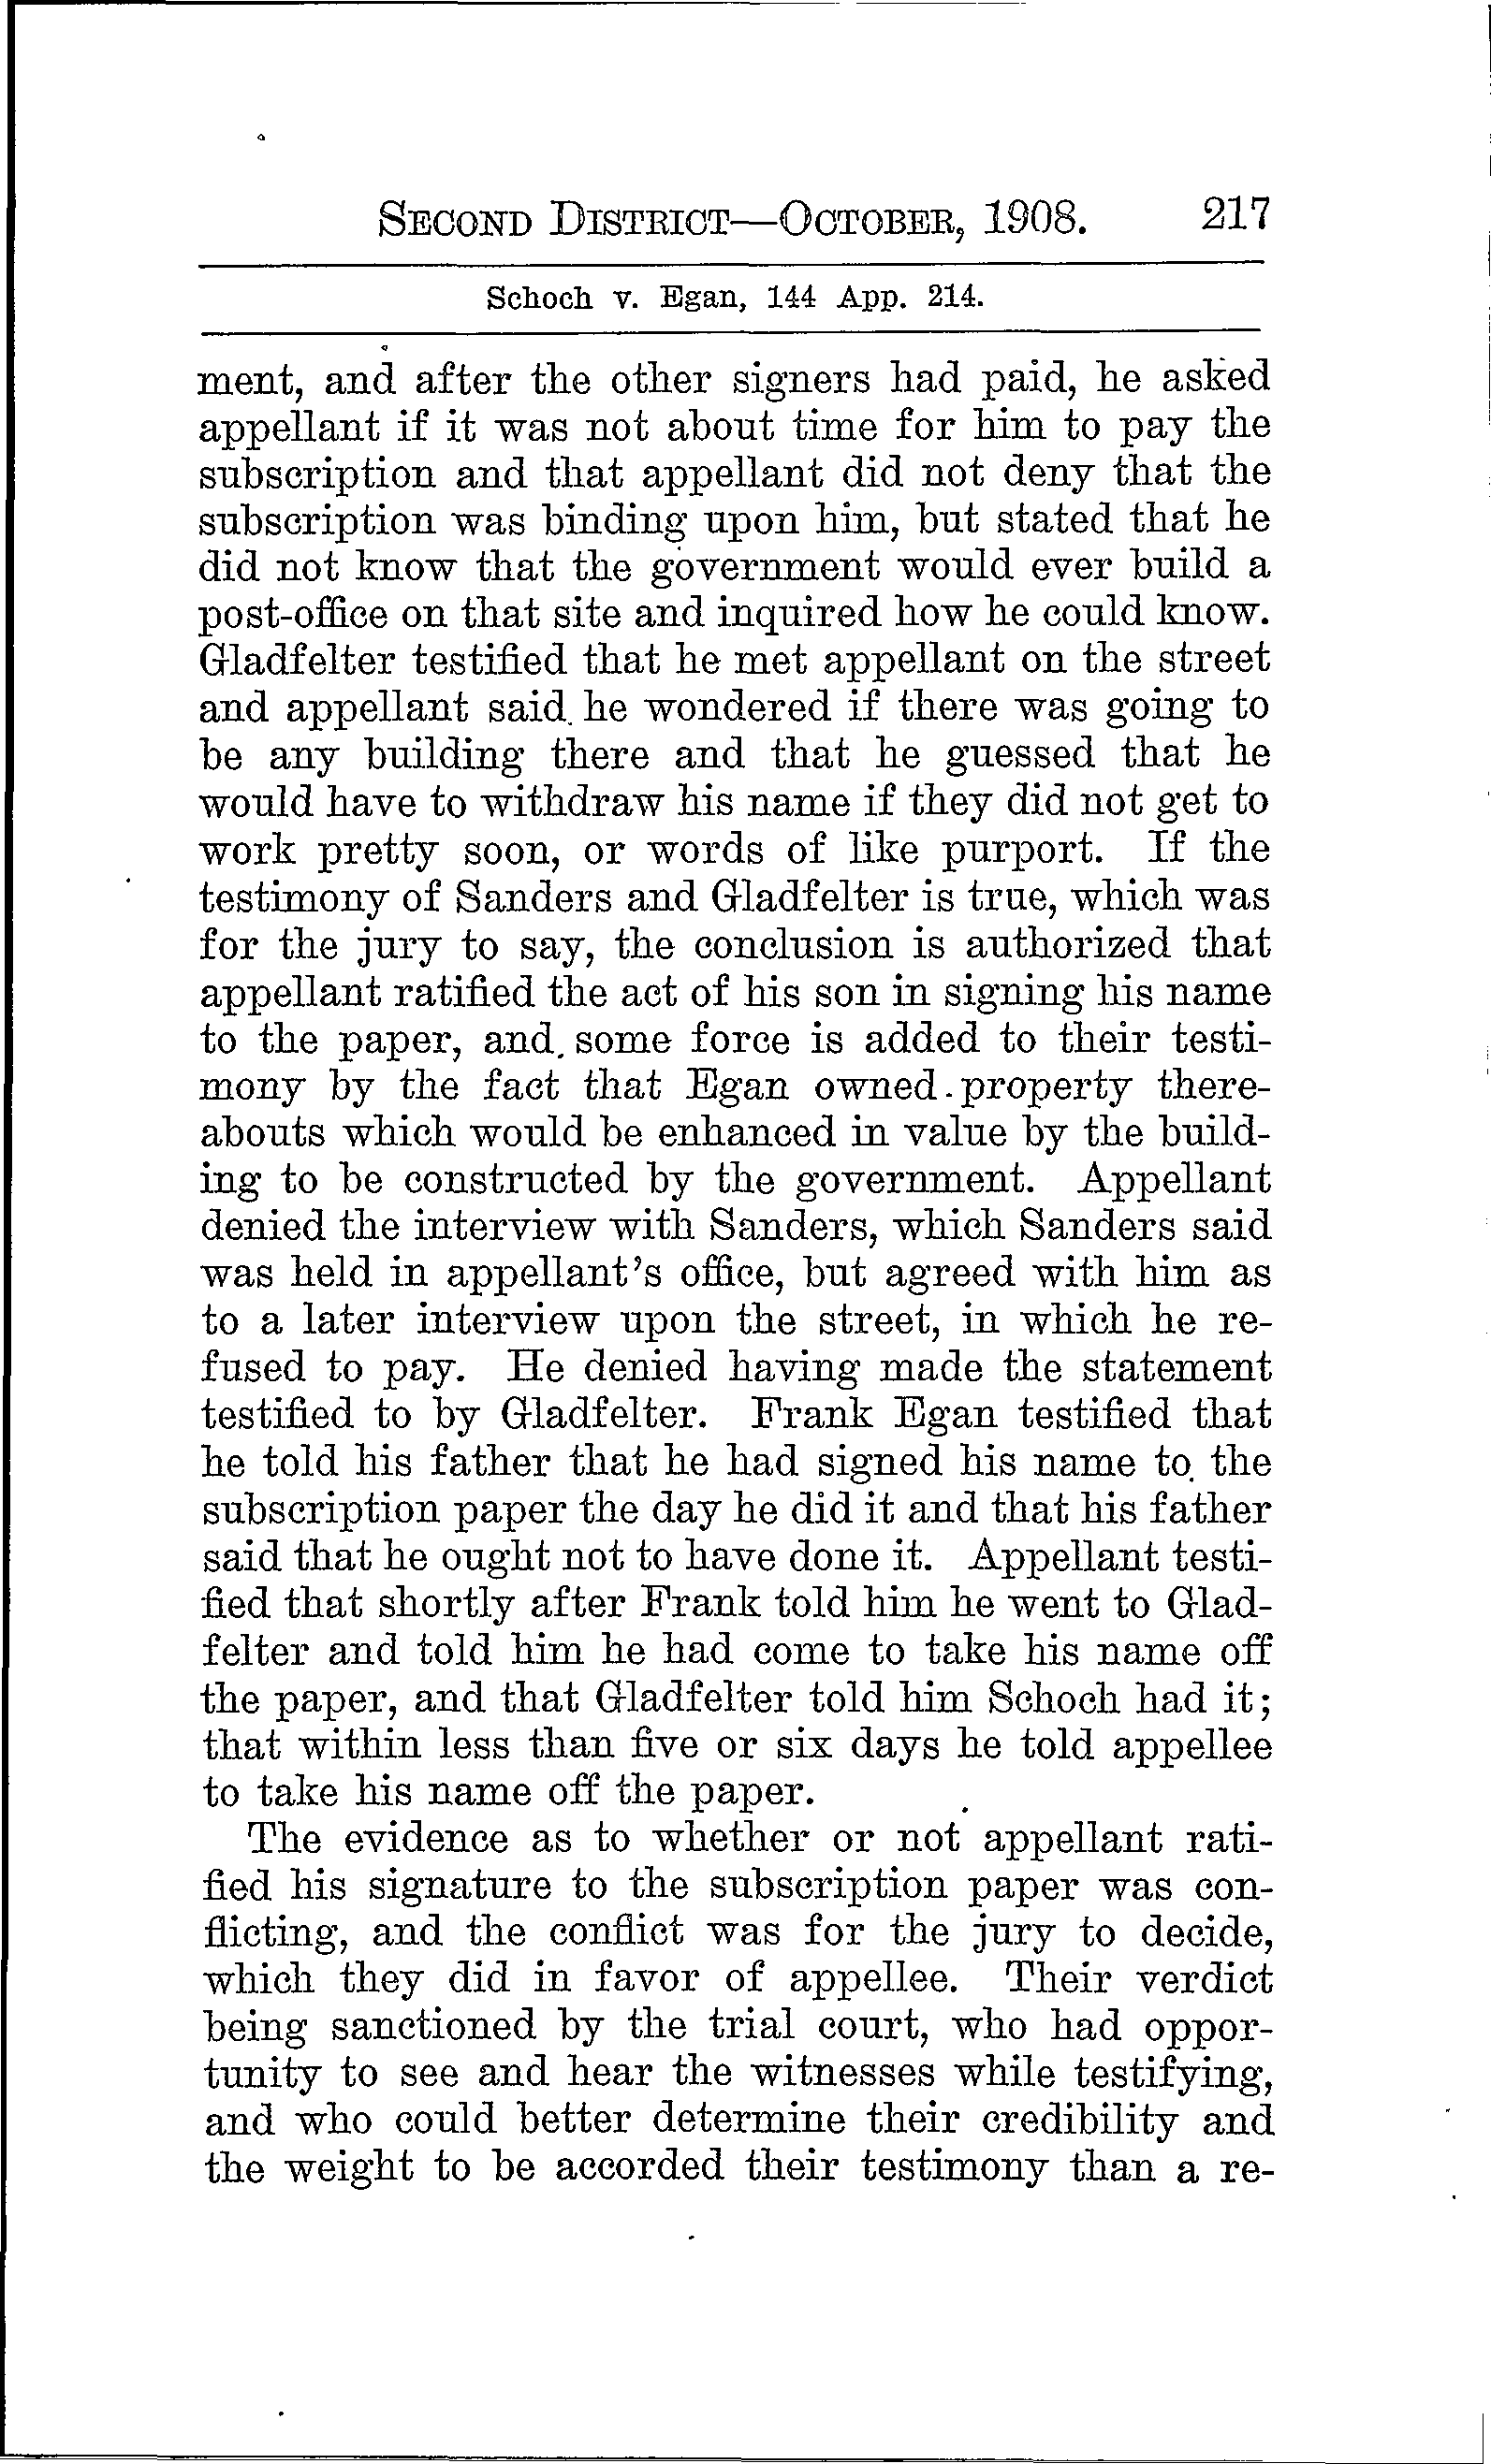 SECOND DISTRICT—OCTOBER, 1908. 217
Schoch v. Egan, 144 App. 214.
ment, and after the other signers had paid, he asked
appellant if it was not about time for him to pay the
subscription and that appellant did not deny that the
subscription was binding upon him, but stated that he
did not know that the government would ever build a
post-office on that site and inquired how he could know.
Gladfelter testified that he met appellant on the street
and appellant said he wondered if there was going to
be any building there and that he guessed that he
would have to withdraw his name if they did not get to
work pretty soon, or words of like purport. If the
testimony of Sanders and Gladfelter is true, which was
for the jury to say, the conclusion is authorized that
appellant ratified the act of his son in signing his name
to the paper, and some force is added to their testi-
mony by the fact that Egan owned property there-
abouts which would be enhanced in value by the build-
ing to be constructed by the government. Appellant
denied the interview with Sanders, which Sanders said
was held in appellant's office, but agreed with him as
to a later interview upon the street, in which he re-
fused to pay. He denied having made the statement
testified to by Gladfelter. Frank Egan testified that
he told his father that he had signed his name to the
subscription paper the day he did it and that his father
said that he ought not to have done it. Appellant testi-
fied that shortly after Frank told him he went to Glad-
felter and told him he had come to take his name off
the paper, and that Gladfelter told him Schoch had it;
that within less than five or six days he told appellee
to take his name off the paper.
The evidence as to whether or not appellant rati-
fied his signature to the subscription paper was con-
flicting, and the conflict was for the jury to decide,
which they did in favor of appellee. Their verdict
being sanctioned by the trial court, who had oppor-
tunity to see and hear the witnesses while testifying,
and who could better determine their credibility and
the weight to be accorded their testimony than a re-